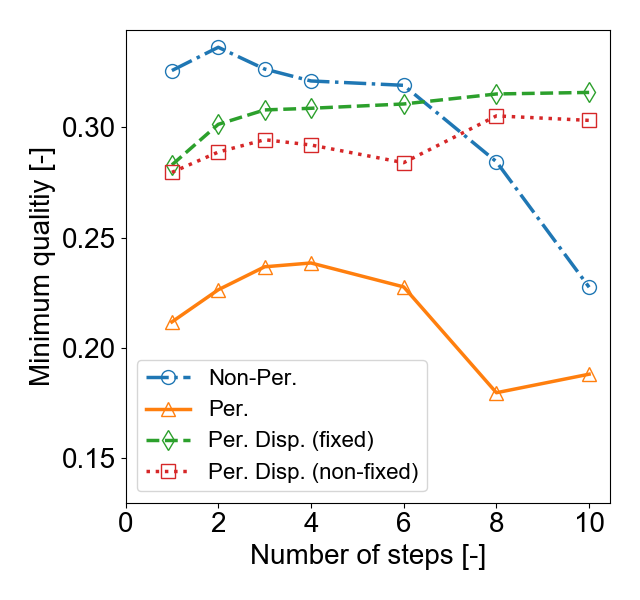 Minimum qualitiy [-]
0.30
0.25
0.20
0.15
Non-Per.
Per.
Per. Disp. (fixed)
Per. Disp. (non-fixed)
0 2 4 6 8 10
Number of steps [-]